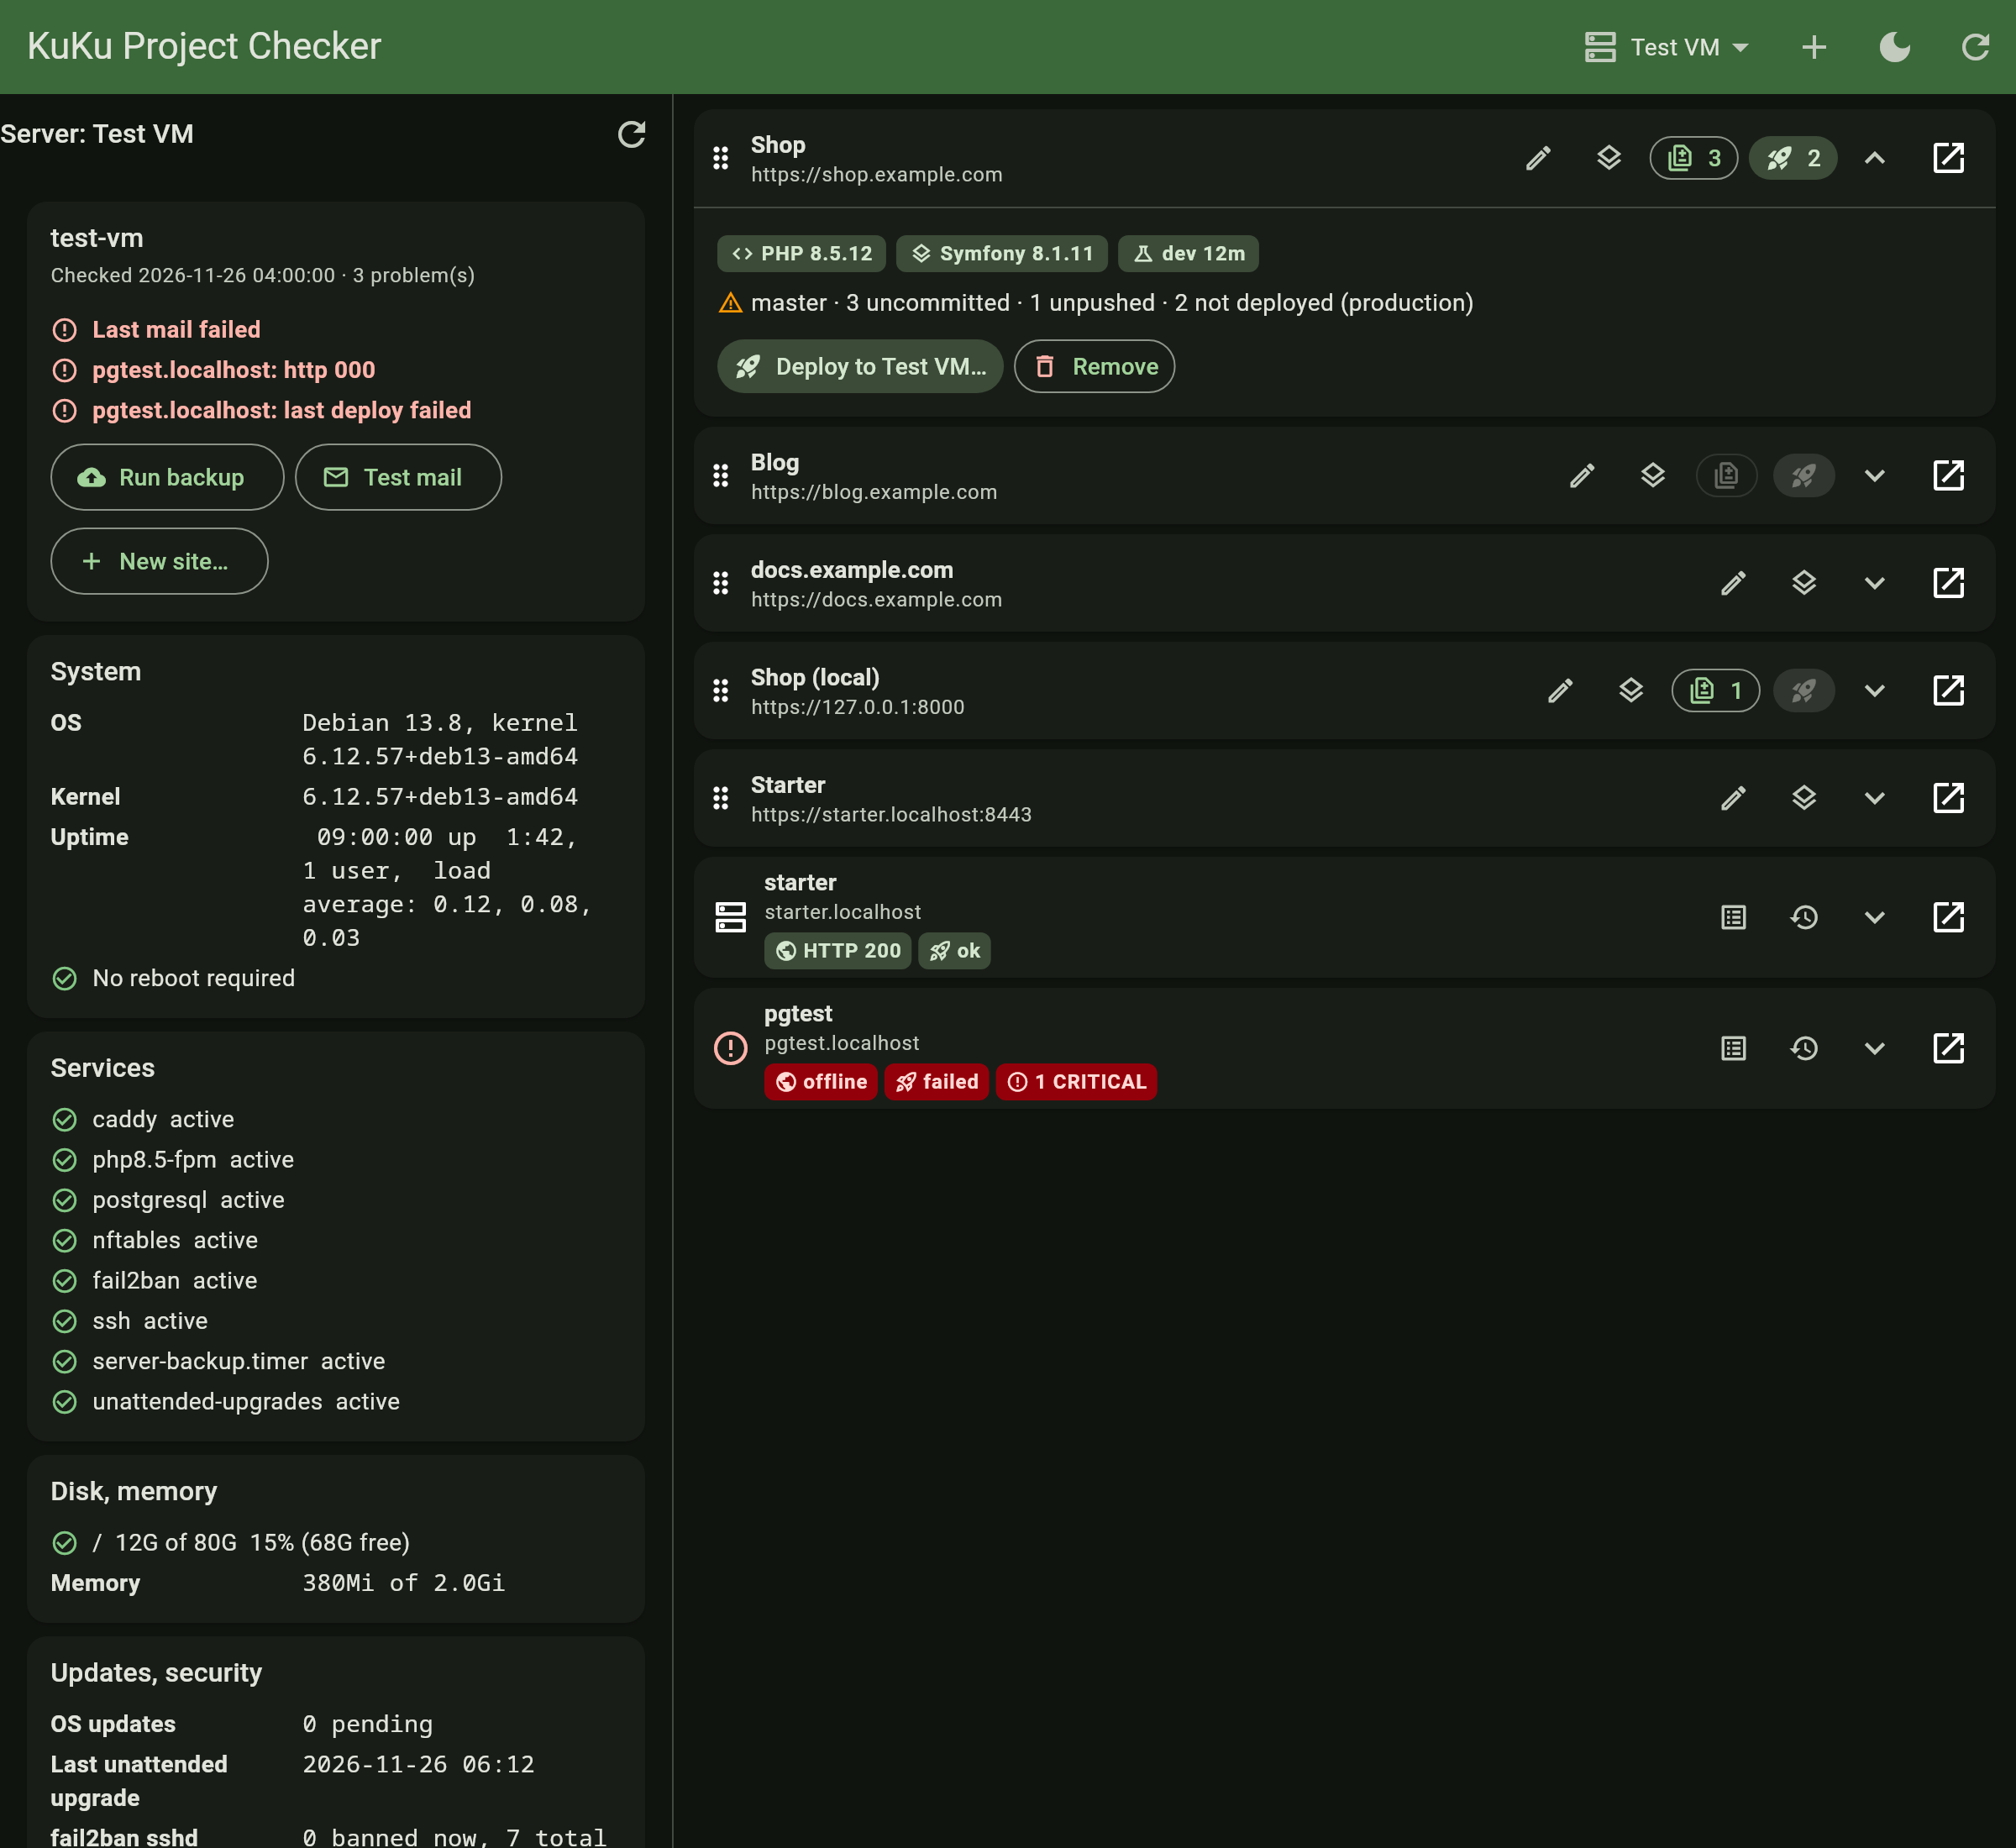 KuKu Project Checker
Test VM
Server: Test VM
test-vm
Checked 2026-11-26 04:00:00 · 3 problem(s)
Last mail failed
pgtest.localhost: http 000
pgtest.localhost: last deploy failed
Run backup
Test mail
New site…
System
OS
Debian 13.8, kernel
6.12.57+deb13-amd64
Kernel
6.12.57+deb13-amd64
Uptime
09:00:00 up  1:42,
1 user,  load
average: 0.12, 0.08,
0.03
No reboot required
Services
caddy  active
php8.5-fpm  active
postgresql  active
nftables  active
fail2ban  active
ssh  active
server-backup.timer  active
unattended-upgrades  active
Disk, memory
/  12G of 80G  15% (68G free)
Memory
380Mi of 2.0Gi
Updates, security
OS updates
0 pending
Last unattended
upgrade
2026-11-26 06:12
fail2ban sshd
0 banned now, 7 total
Shop
https://shop.example.com
3
2
PHP 8.5.12
Symfony 8.1.11
dev 12m
master · 3 uncommitted · 1 unpushed · 2 not deployed (production)
Deploy to Test VM…
Remove
Blog
https://blog.example.com
docs.example.com
https://docs.example.com
Shop (local)
https://127.0.0.1:8000
1
Starter
https://starter.localhost:8443
starter
starter.localhost
HTTP 200
ok
pgtest
pgtest.localhost
offline
failed
1 CRITICAL